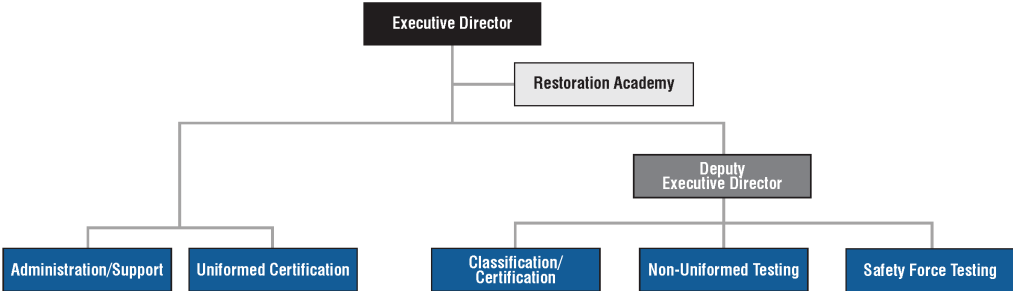 Executive Director
Restoration Academy
Deputy
Executive Director
Administration/Support
Uniformed Certification
Classification/
Certification
Non-Uniformed Testing
Safety Force Testing